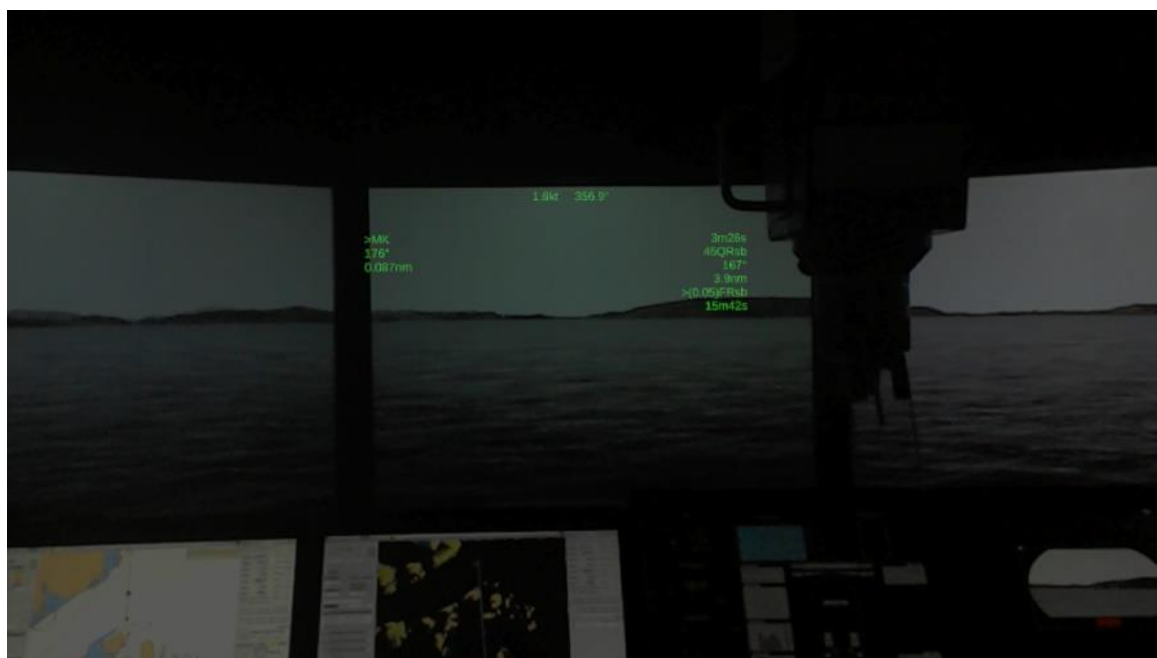 1.8kt 356.9°
>MK
176°
0.087nm
3m26s
45QRsb
167°
3.9nm
>(0.05)FRsb
15m42s